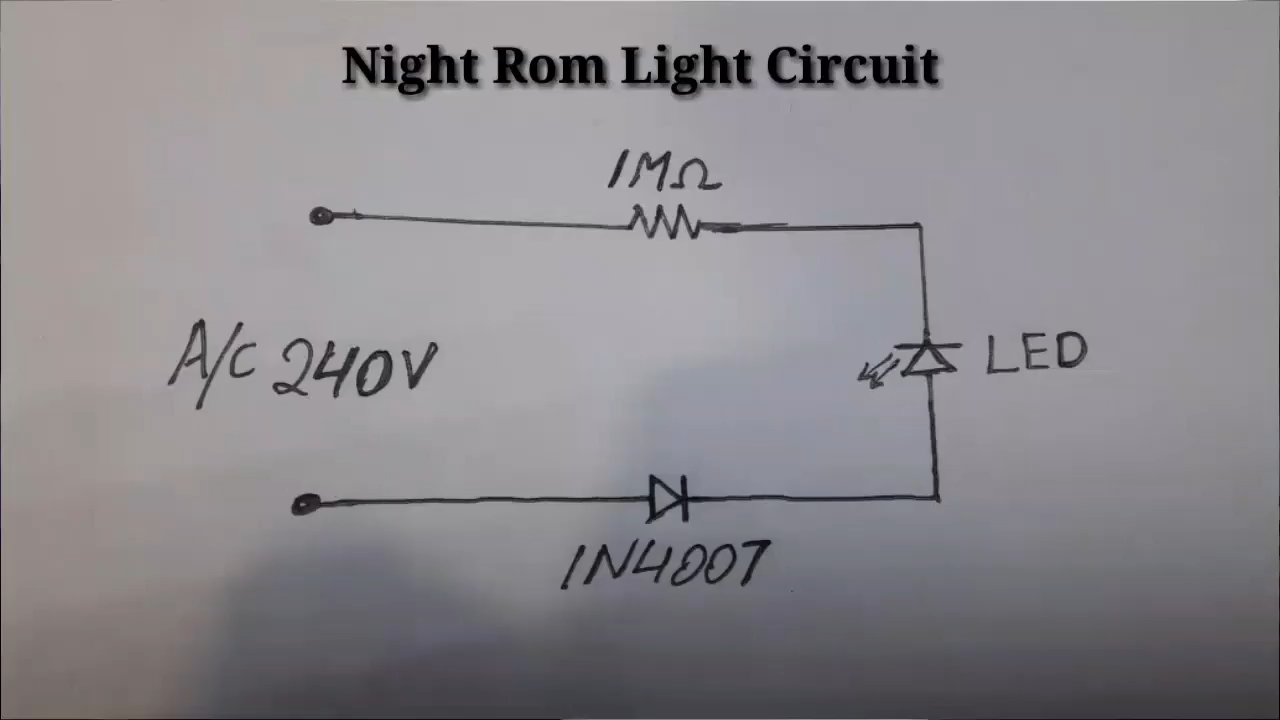 Night Rom Light Circuit
1MΩ
A/C 240V
LED
1N4007